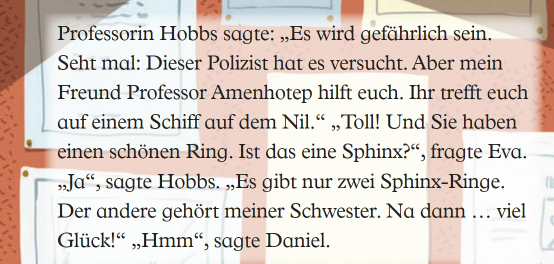 Professorin Hobbs sagte: „Es wird gefährlich sein.
Seht mal: Dieser Polizist hat es versucht. Aber mein
Freund Professor Amenhotep hilft euch. Ihr trefft euch
auf einem Schiff auf dem Nil.“ „Toll! Und Sie haben
einen schönen Ring. Ist das eine Sphinx?“, fragte Eva.
„Ja“, sagte Hobbs. „Es gibt nur zwei Sphinx-Ringe.
Der andere gehört meiner Schwester. Na dann … viel
Glück!“ „Hmm“, sagte Daniel.